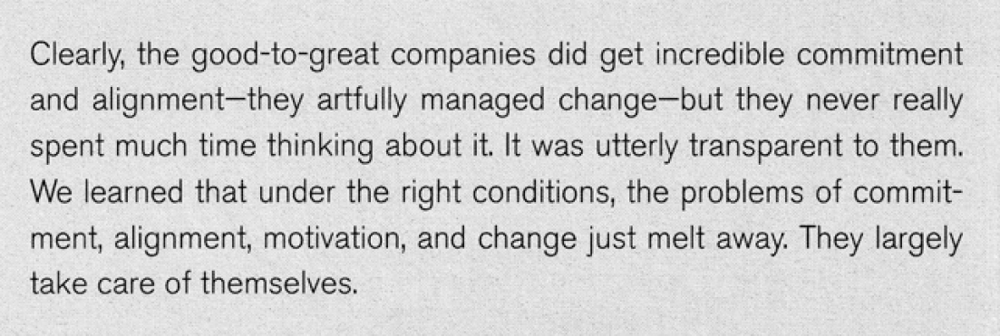 Clearly, the good-to-great companies did get incredible commitment
and alignment—they artfully managed change—but they never really
spent much time thinking about it. It was utterly transparent to them.
We learned that under the right conditions, the problems of commit-
ment, alignment, motivation, and change just melt away. They largely
take care of themselves.